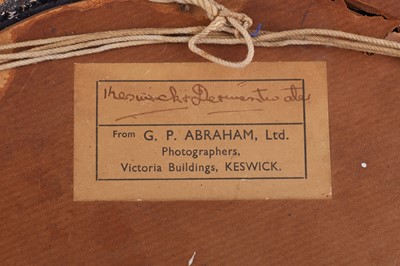 Keswick & Derwentwater
From G. P. ABRAHAM, Ltd.
Photographers,
Victoria Buildings, KESWICK.